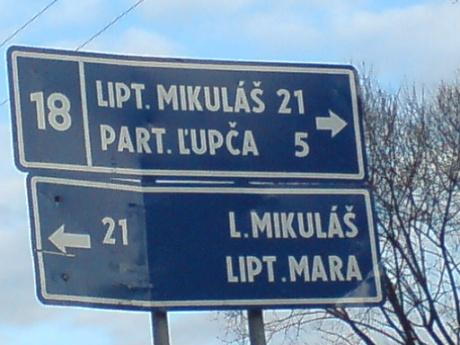 18 LIPT. MIKULÁŠ 21
PART. ĽUPČA 5
21 L.MIKULÁŠ
LIPT.MARA